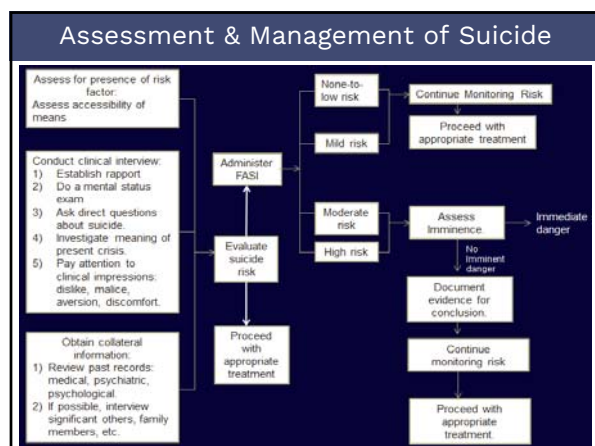 Assessment & Management of Suicide
Assess for presence of risk
factor:
Assess accessibility of
means
Conduct clinical interview:
1) Establish rapport
2) Do a mental status
exam
3) Ask direct questions
about suicide.
4) Investigate meaning of
present crisis.
5) Pay attention to
clinical impressions:
dislike, malice,
aversion, discomfort.
Obtain collateral
information:
1) Review past records:
medical, psychiatric,
psychological.
2) If possible, interview
significant others, family
members, etc.
Administer
FASI
Evaluate
suicide
risk
Proceed
with
appropriate
treatment
None-to-
low risk
Mild risk
Moderate
risk
High risk
Continue Monitoring Risk
Proceed with
appropriate treatment
Assess
Imminence
Immediate
danger
No
Imminent
danger
Document
evidence for
conclusion.
Continue
monitoring risk
Proceed with
appropriate
treatment.